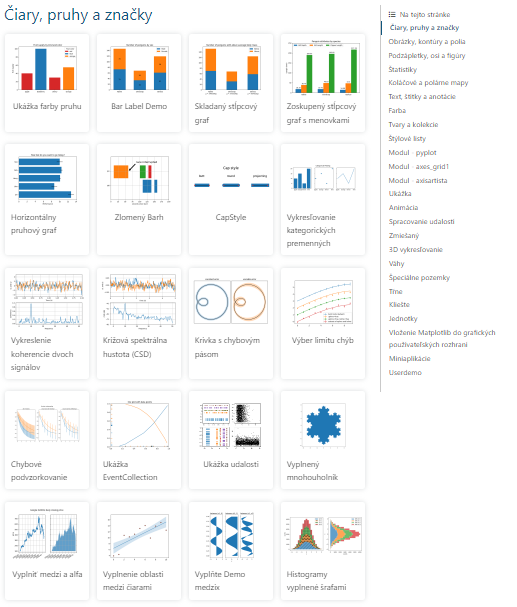 Čiary, pruhy a značky
Ukážka farby pruhu
Bar Label Demo
Skladaný stĺpcový
graf
Zoskupený stĺpcový
graf s menovkami
Horizontálny
pruhový graf
Zlomený Barh
Cap style
CapStyle
Vykresľovanie
kategorických
premenných
Vykreslenie
koherencie dvoch
signálov
Krížová spektrálna
hustota (CSD)
Krivka s chybovým
pásom
Výber limitu chýb
Chybové
podvzorkovanie
Ukážka
EventCollection
Ukážka udalostí
Vyplnený
mnohouholník
Vyplniť medzi a alfa
Vyplnenie oblasti
medzi čiarami
Vyplňte Demo
medzix
Histogramy
vyplnené šrafami
Na tejto stránke
Čiary, pruhy a značky
Obrázky, kontúry a polia
Podzápletky, osi a figúry
Štatistiky
Koláčové a polárne mapy
Text, štítky a anotácie
Farba
Tvary a kolekcie
Štýlové listy
Modul - pyplot
Modul - axes_grid1
Modul - axisartista
Ukážka
Animácia
Spracovanie udalostí
Zmiešaný
3D vykresľovanie
Váhy
Špeciálne pozemky
Tŕne
Kliešte
Jednotky
Vloženie Matplotlib do grafických
používateľských rozhraní
Miniaplikácie
Userdemo